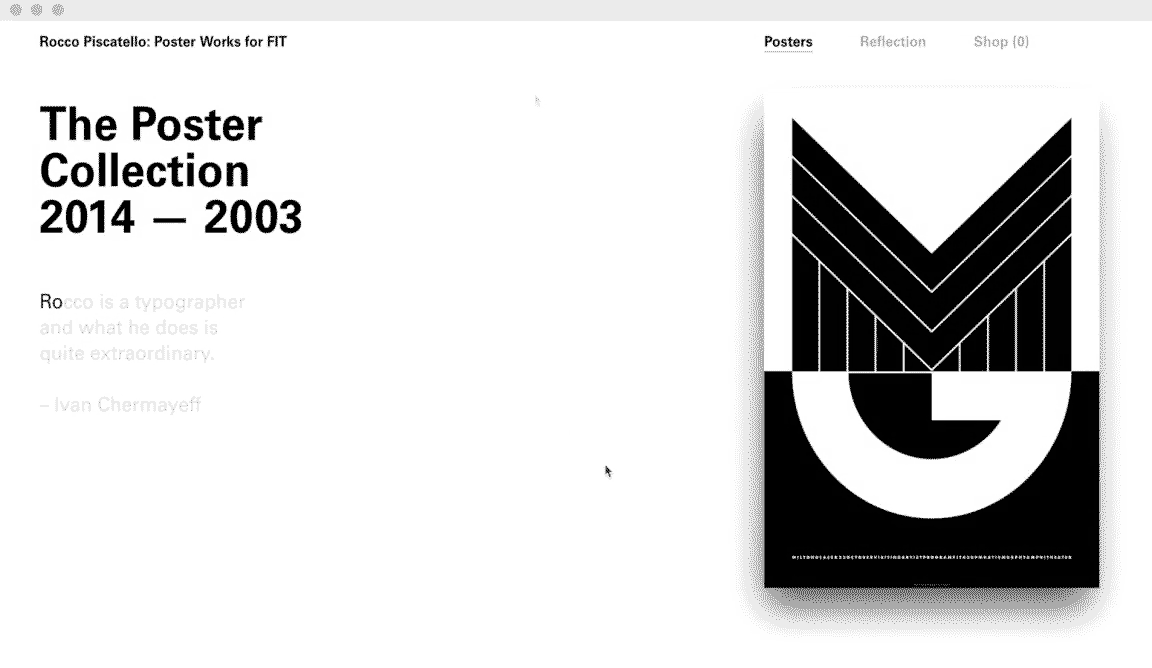 Rocco Piscatello: Poster Works for FIT
Posters
Reflection
Shop (0)
The Poster
Collection
2014 — 2003
Rocco is a typographer
and what he does is
quite extraordinary.
– Ivan Chermayeff
MG